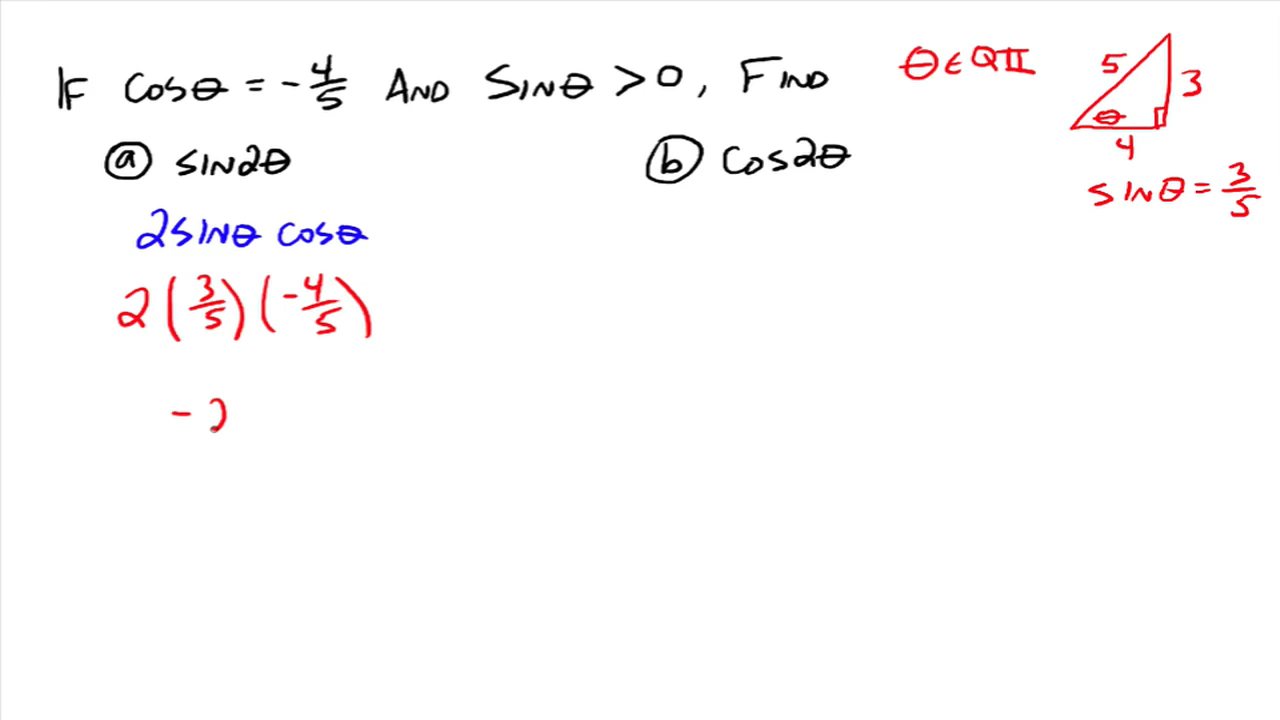 If cosθ = -4/5 And Sinθ > 0, Find
θ ∈ QII
5
3
θ
4
sinθ = 3/5
(a) sin2θ
(b) cos2θ
2sinθ cosθ
2(3/5)(-4/5)
- 2